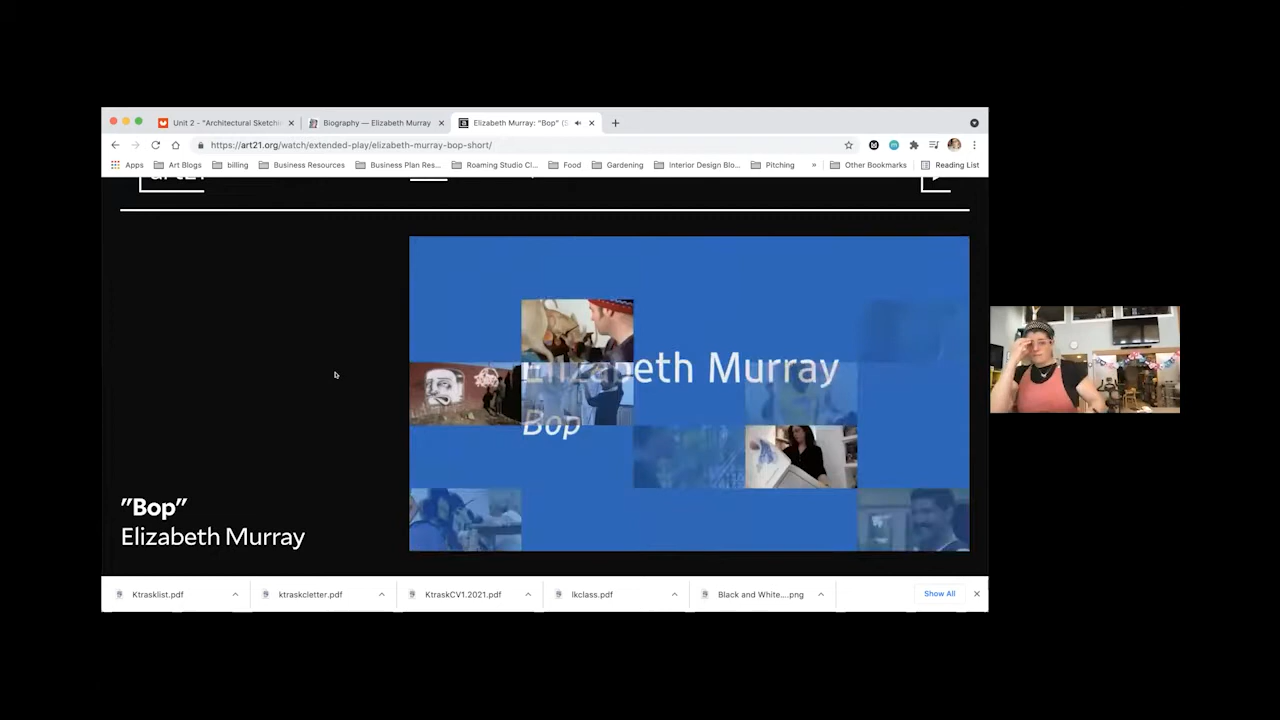 Unit 2 - "Architectural Sketchi
Biography — Elizabeth Murray
Elizabeth Murray: "Bop" (S
https://art21.org/watch/extended-play/elizabeth-murray-bop-short/
Apps
Art Blogs
billing
Business Resources
Business Plan Res...
Roaming Studio Cl...
Food
Gardening
Interior Design Blo...
Pitching
»
Other Bookmarks
Reading List
Elizabeth Murray
Bop
"Bop"
Elizabeth Murray
Ktrasklist.pdf
ktraskcletter.pdf
KtraskCV1.2021.pdf
Black and White....png
Show All